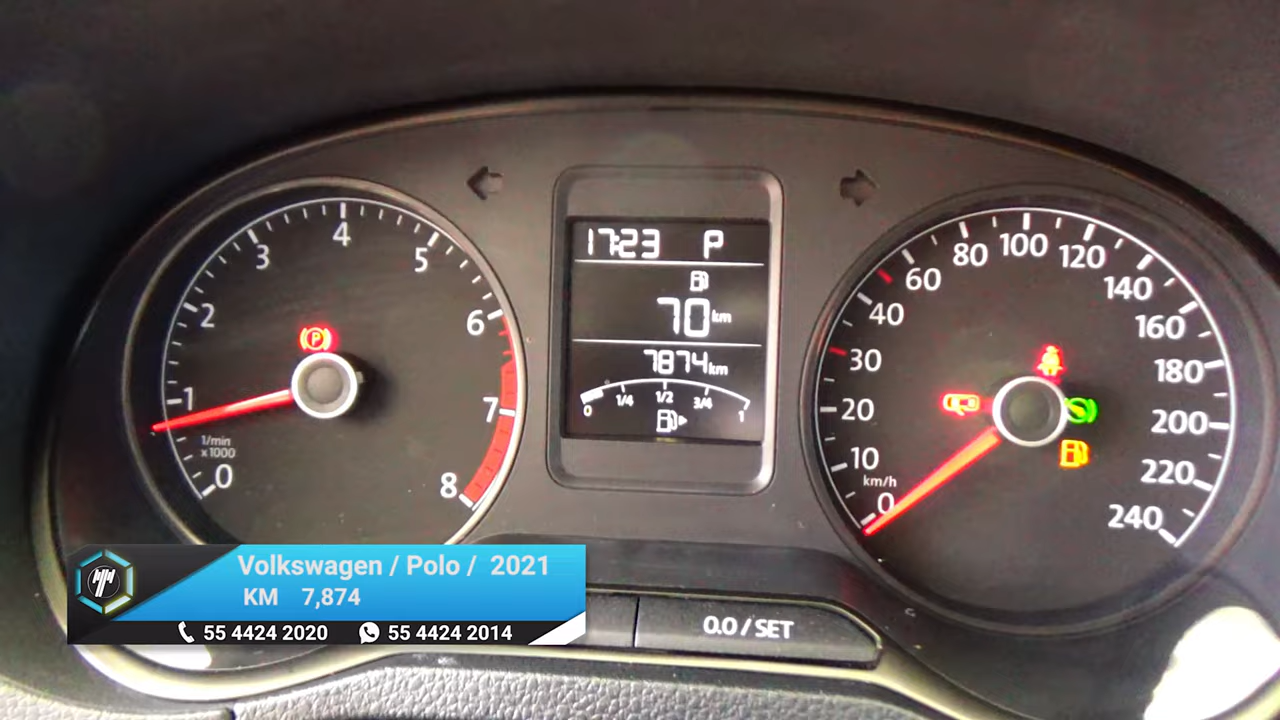 17:23 P
70 km
7874 km
0 1/4 1/2 3/4 1
0 1 2 3 4 5 6 7 8
1/min
x1000
P
0 10 20 30 40 60 80 100 120 140 160 180 200 220 240
km/h
Volkswagen / Polo / 2021
KM 7,874
55 4424 2020 55 4424 2014
0.0 / SET